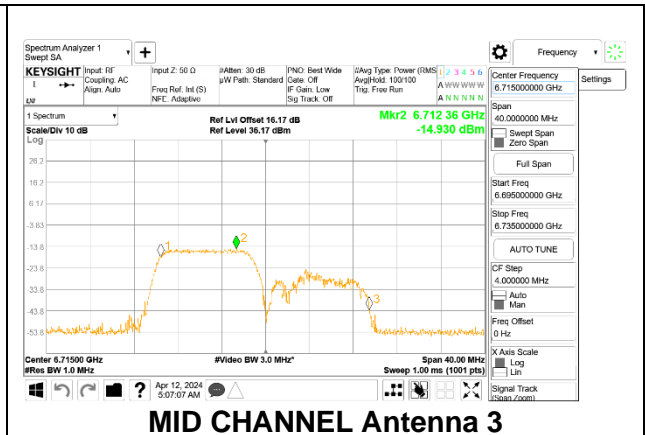 Spectrum Analyzer 1
Swept SA
+
Frequency
KEYSIGHT
Input: RF
Coupling: AC
Align: Auto
Input Z: 50 Ω
Freq Ref: Int (S)
NFE: Adaptive
#Atten: 30 dB
µW Path: Standard
PNO: Best Wide
Gate: Off
IF Gain: Low
Sig Track: Off
#Avg Type: Power (RMS
Avg|Hold: 100/100
Trig: Free Run
1 2 3 4 5 6
A W W W W W
A N N N N N
Center Frequency
6.715000000 GHz
Settings
Span
40.0000000 MHz
Swept Span
Zero Span
Full Span
Start Freq
6.695000000 GHz
Stop Freq
6.735000000 GHz
AUTO TUNE
CF Step
4.000000 MHz
Auto
Man
Freq Offset
0 Hz
X Axis Scale
Log
Lin
Signal Track
(Span Zoom)
1 Spectrum
Scale/Div 10 dB
Log
Ref Lvl Offset 16.17 dB
Ref Level 36.17 dBm
Mkr2 6.712 36 GHz
-14.930 dBm
26.2
16.2
6.17
-3.83
-13.8
-23.8
-33.8
-43.8
-53.8
1
2
3
Center 6.71500 GHz
#Res BW 1.0 MHz
#Video BW 3.0 MHz*
Span 40.00 MHz
Sweep 1.00 ms (1001 pts)
?
Apr 12, 2024
5:07:07 AM
MID CHANNEL Antenna 3